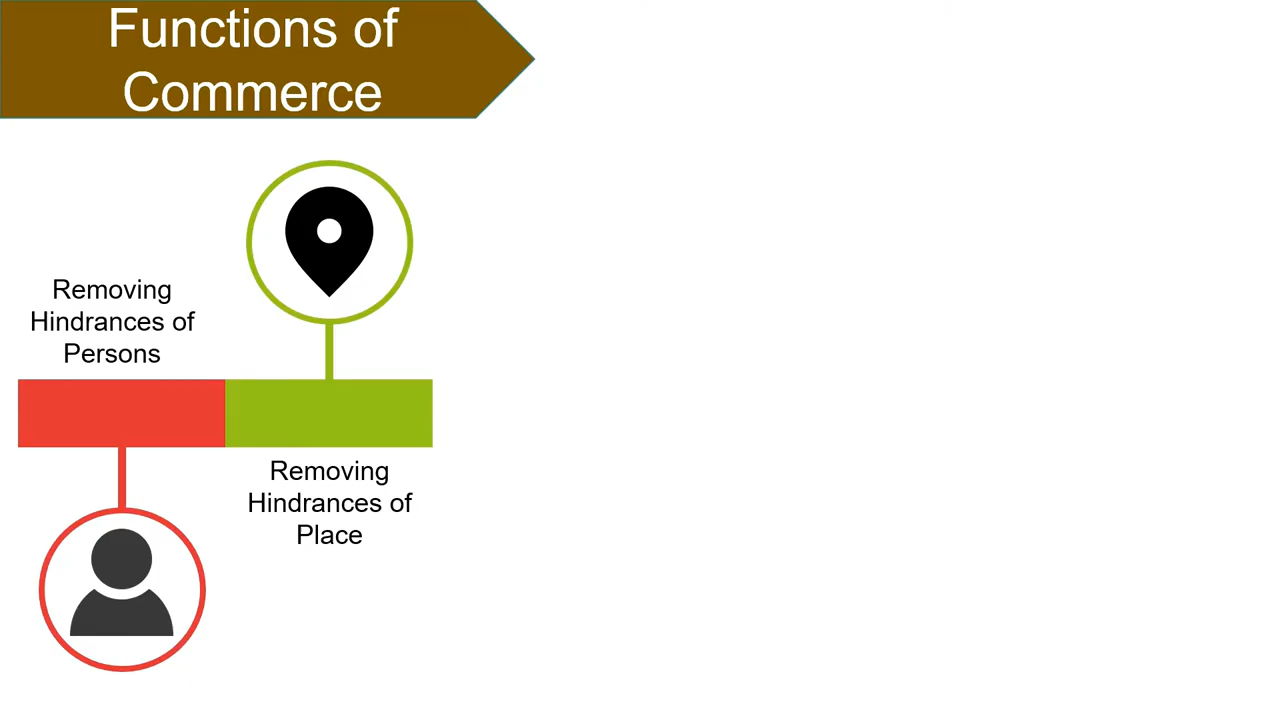 Functions of
Commerce
Removing
Hindrances of
Persons
Removing
Hindrances of
Place